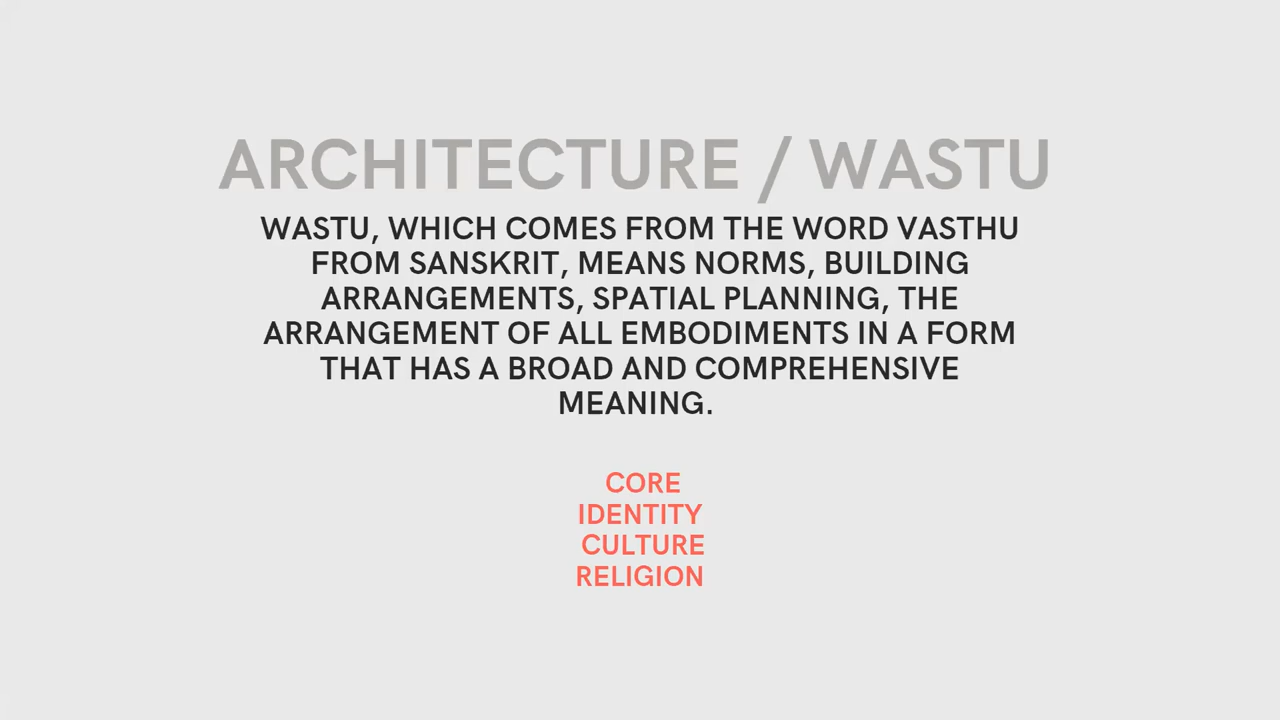 ARCHITECTURE / WASTU
WASTU, WHICH COMES FROM THE WORD VASTHU
FROM SANSKRIT, MEANS NORMS, BUILDING
ARRANGEMENTS, SPATIAL PLANNING, THE
ARRANGEMENT OF ALL EMBODIMENTS IN A FORM
THAT HAS A BROAD AND COMPREHENSIVE
MEANING.
CORE
IDENTITY
CULTURE
RELIGION